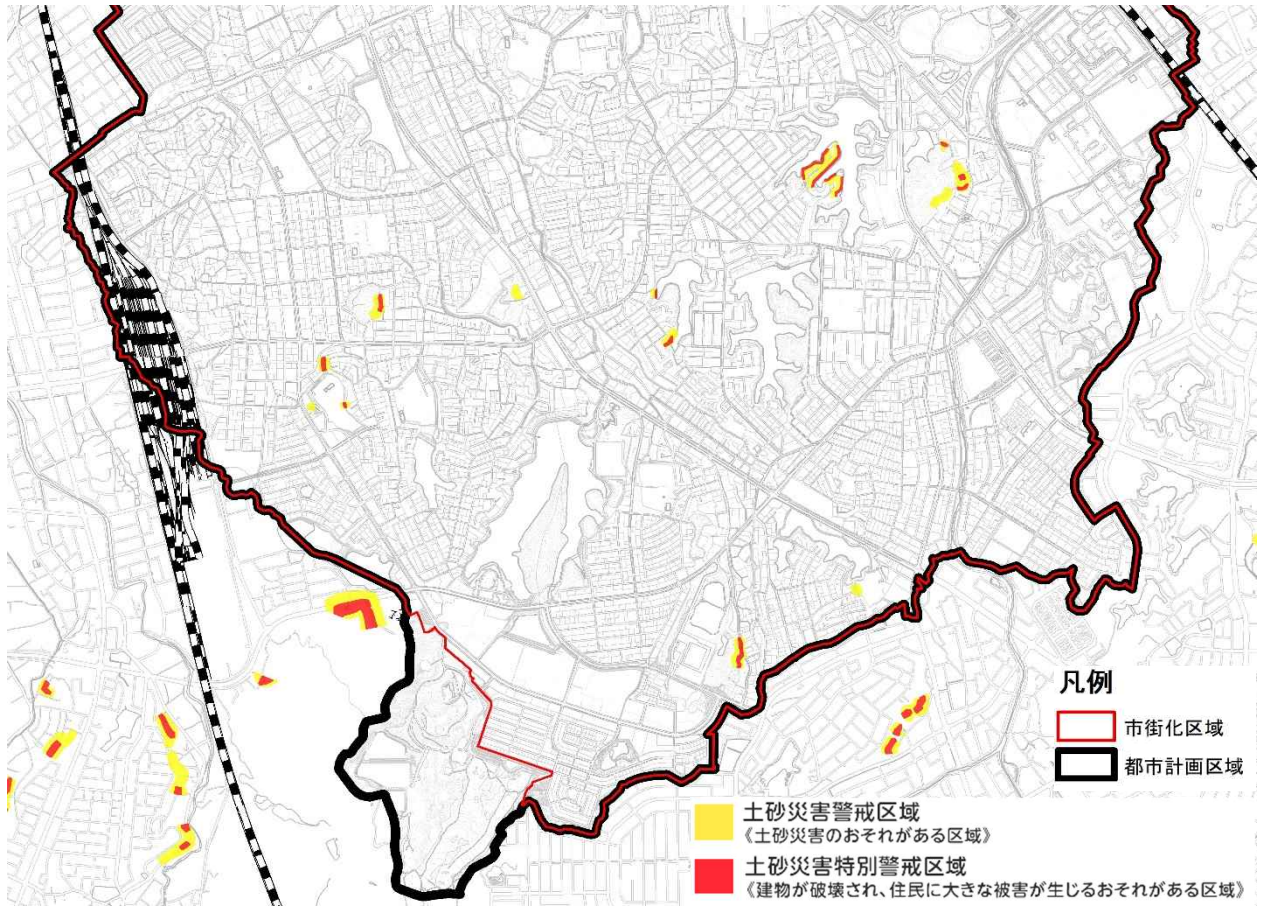 凡例
市街化区域
都市計画区域
土砂災害警戒区域
《土砂災害のおそれがある区域》
土砂災害特別警戒区域
《建物が破壊され、住民に大きな被害が生じるおそれがある区域》